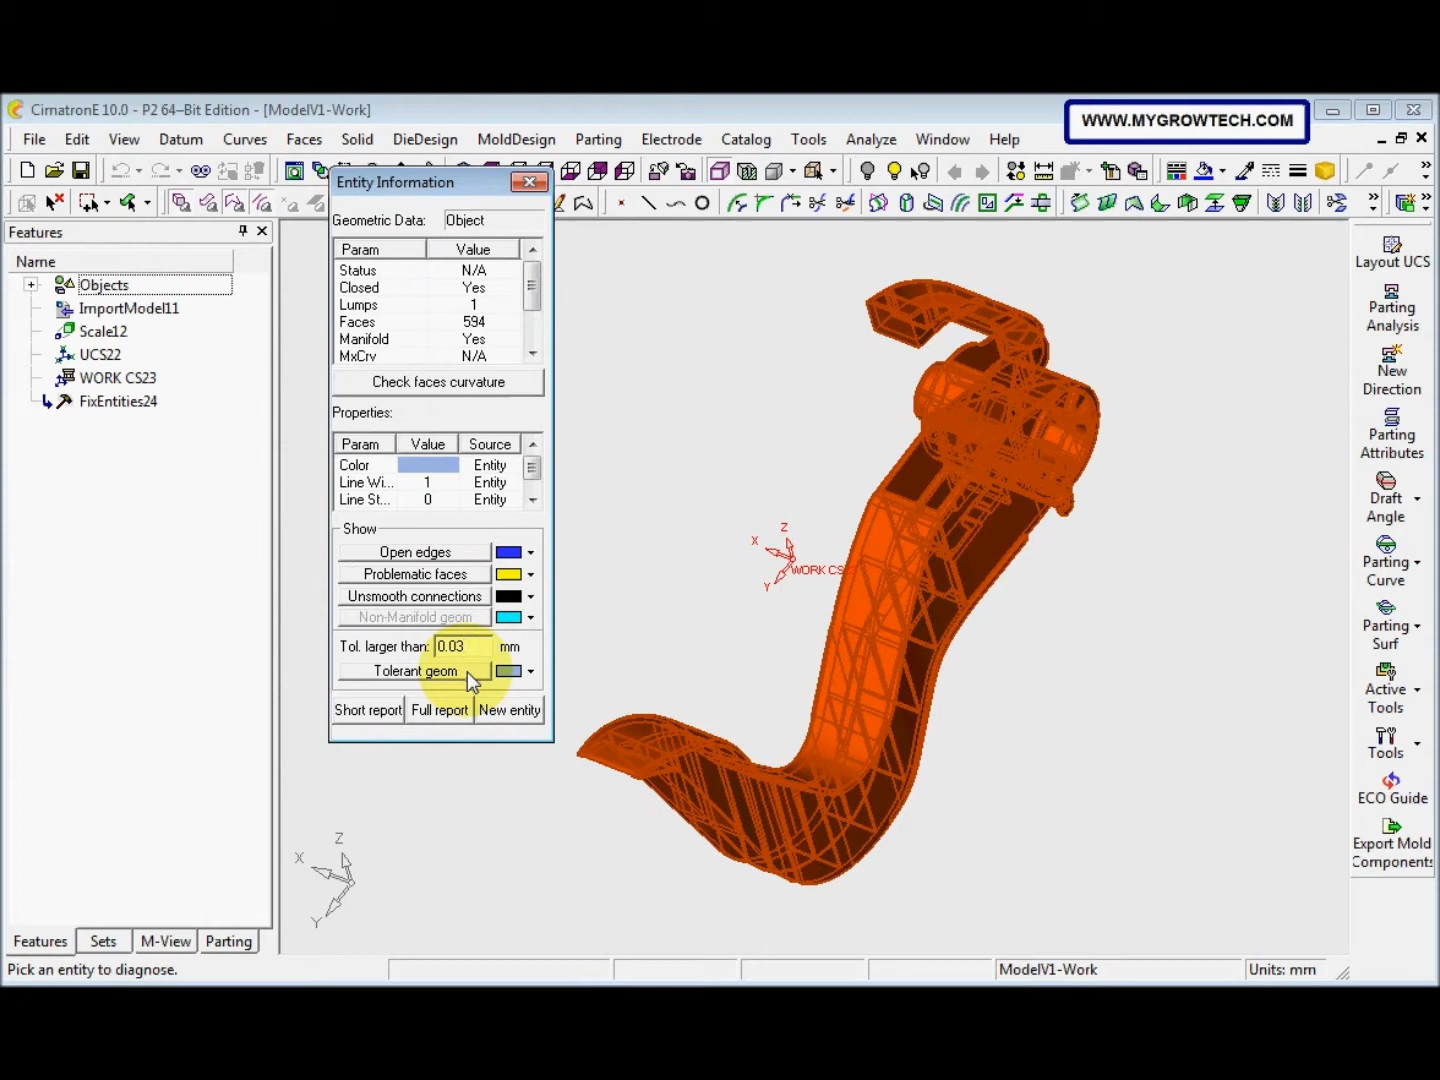 CimatronE 10.0 - P2 64–Bit Edition - [ModelV1-Work]
WWW.MYGROWTECH.COM
File Edit View Datum Curves Faces Solid DieDesign MoldDesign Parting Electrode Catalog Tools Analyze Window Help
Entity Information
Geometric Data: Object
Param Value
Status N/A
Closed Yes
Lumps 1
Faces 594
Manifold Yes
MxCrv N/A
Check faces curvature
Properties:
Param Value Source
Color Entity
Line Wi... 1 Entity
Line St... 0 Entity
Show
Open edges
Problematic faces
Unsmooth connections
Non-Manifold geom
Tol. larger than: 0.03 mm
Tolerant geom
Short report Full report New entity
Features
Name
Objects
ImportModel11
Scale12
UCS22
WORK CS23
FixEntities24
Z
X
WORK CS
Y
Z
X
Y
Layout UCS
Parting
Analysis
New
Direction
Parting
Attributes
Draft
Angle
Parting
Curve
Parting
Surf
Active
Tools
Tools
ECO Guide
Export Mold
Component
Features Sets M-View Parting
Pick an entity to diagnose.
ModelV1-Work
Units: mm